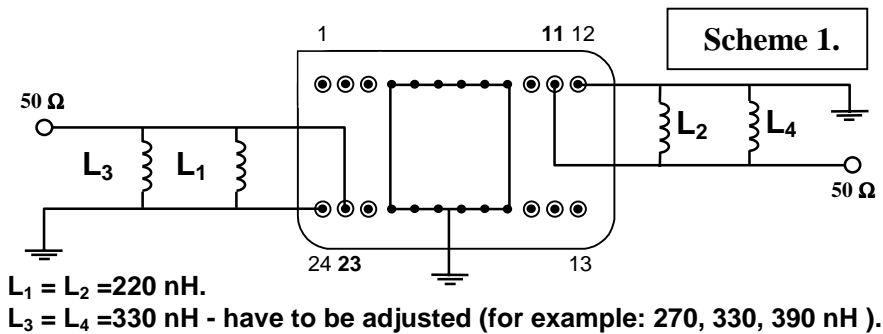 1 11 12 Scheme 1.
50 Ω
L₃ L₁ L₂ L₄
50 Ω
24 23 13
L₁ = L₂ =220 nH.
L₃ = L₄ =330 nH - have to be adjusted (for example: 270, 330, 390 nH ).